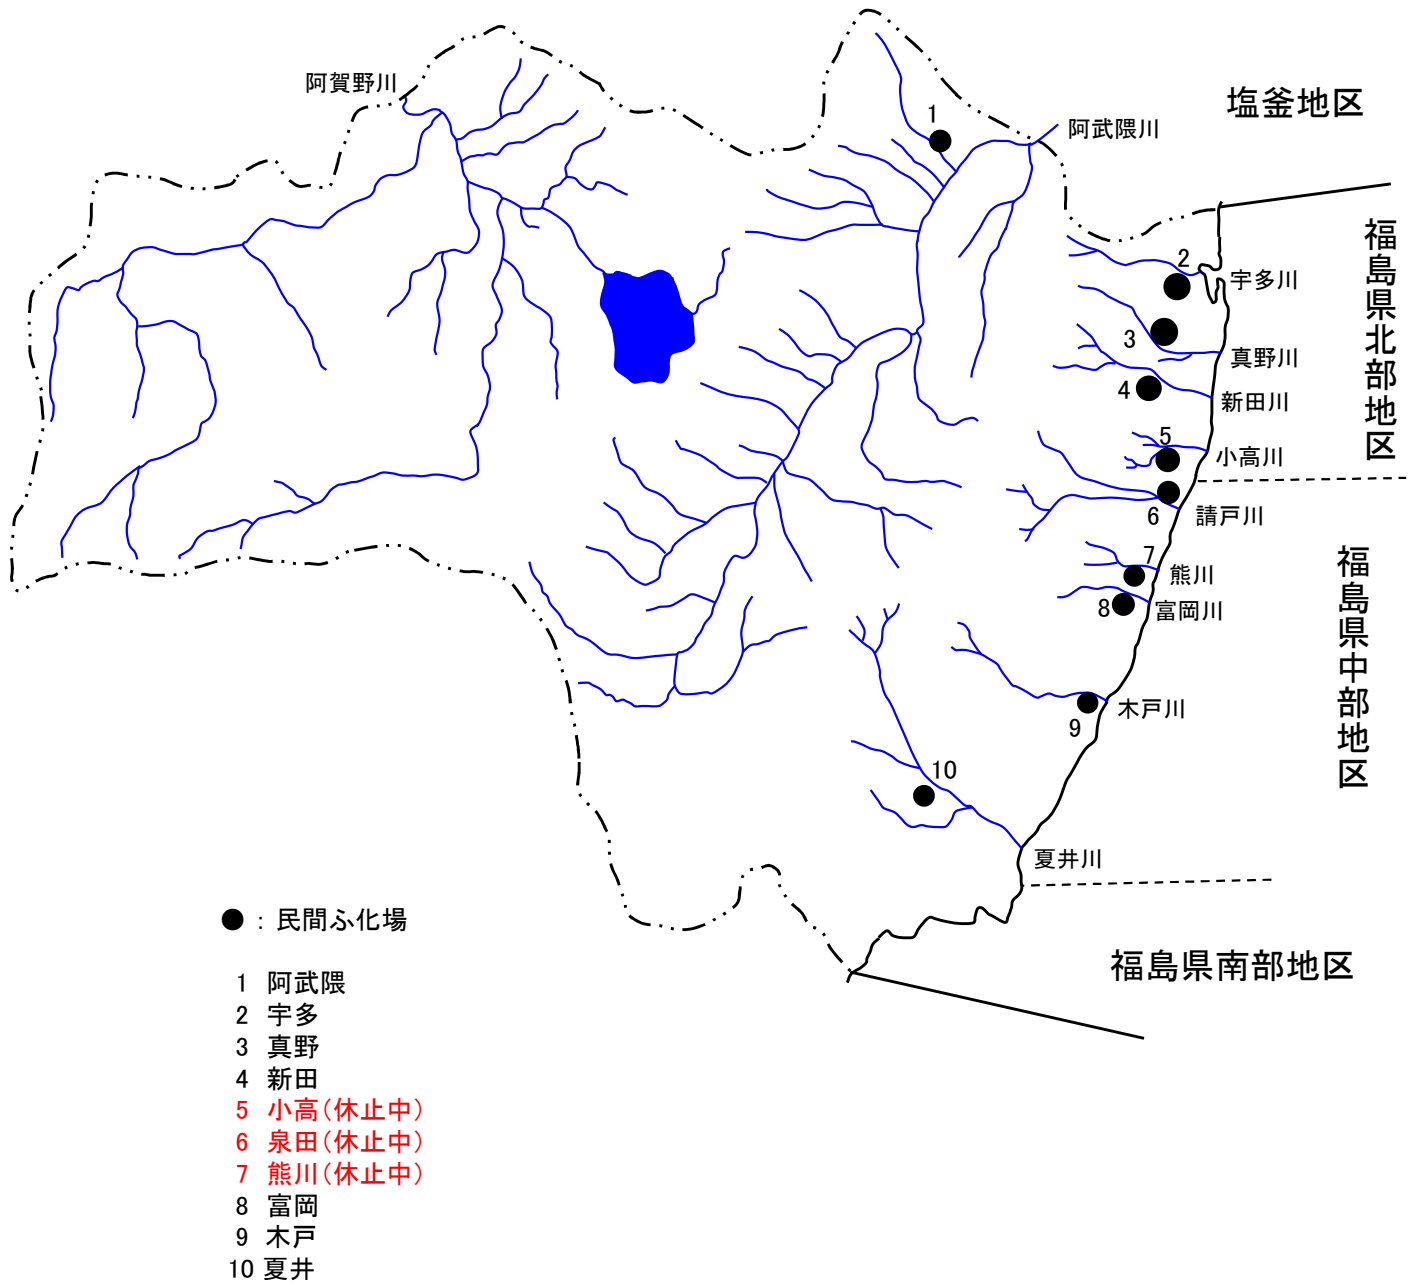 阿賀野川
塩釜地区
1
阿武隈川
福島県北部地区
2
宇多川
3
真野川
4
新田川
5
小高川
6
請戸川
福島県中部地区
7
熊川
8
富岡川
9
木戸川
10
夏井川
●：民間ふ化場
福島県南部地区
1 阿武隈
2 宇多
3 真野
4 新田
5 小高(休止中)
6 泉田(休止中)
7 熊川(休止中)
8 富岡
9 木戸
10 夏井